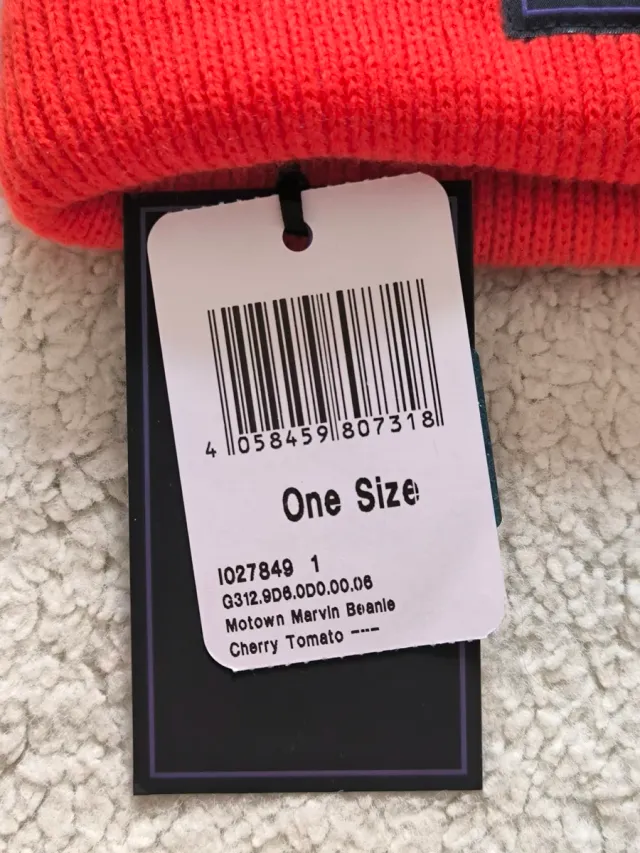 4 058459 807318
One Size
I027849 1
G312.9D6.0D0.00.06
Motown Marvin Beanie
Cherry Tomato ---